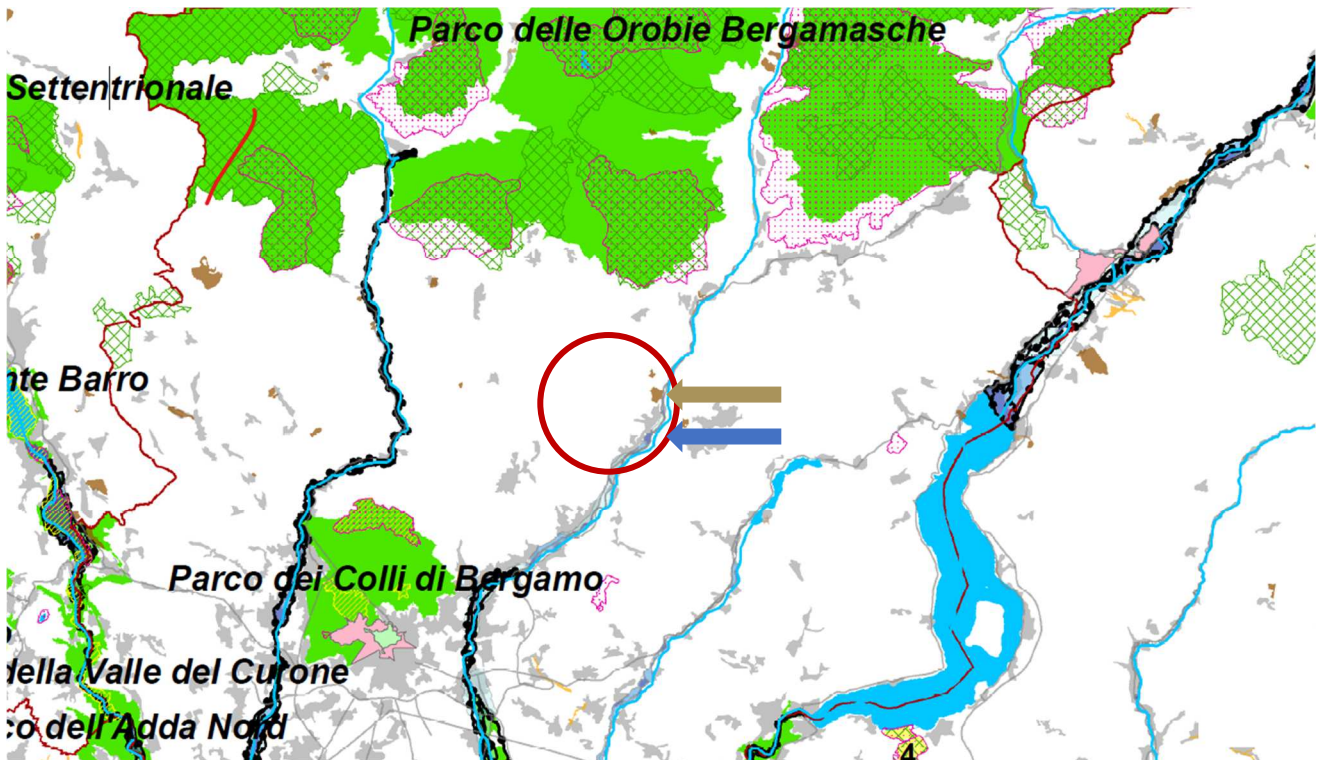 Parco delle Orobie Bergamasche
Settentrionale
nte Barro
Parco dei Colli di Bergamo
della Valle del Curone
co dell'Adda Nord
4